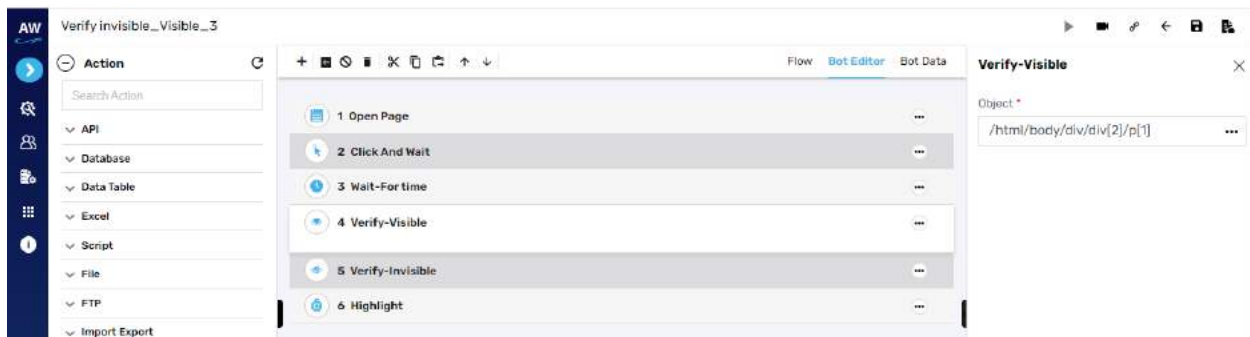 AW
Verify invisible_Visible_3
Action
Search Action
API
Database
Data Table
Excel
Script
File
FTP
Import Export
Flow Bot Editor Bot Data
1 Open Page
2 Click And Wait
3 Wait-For time
4 Verify-Visible
5 Verify-Invisible
6 Highlight
Verify-Visible
Object *
/html/body/div/div[2]/p[1]